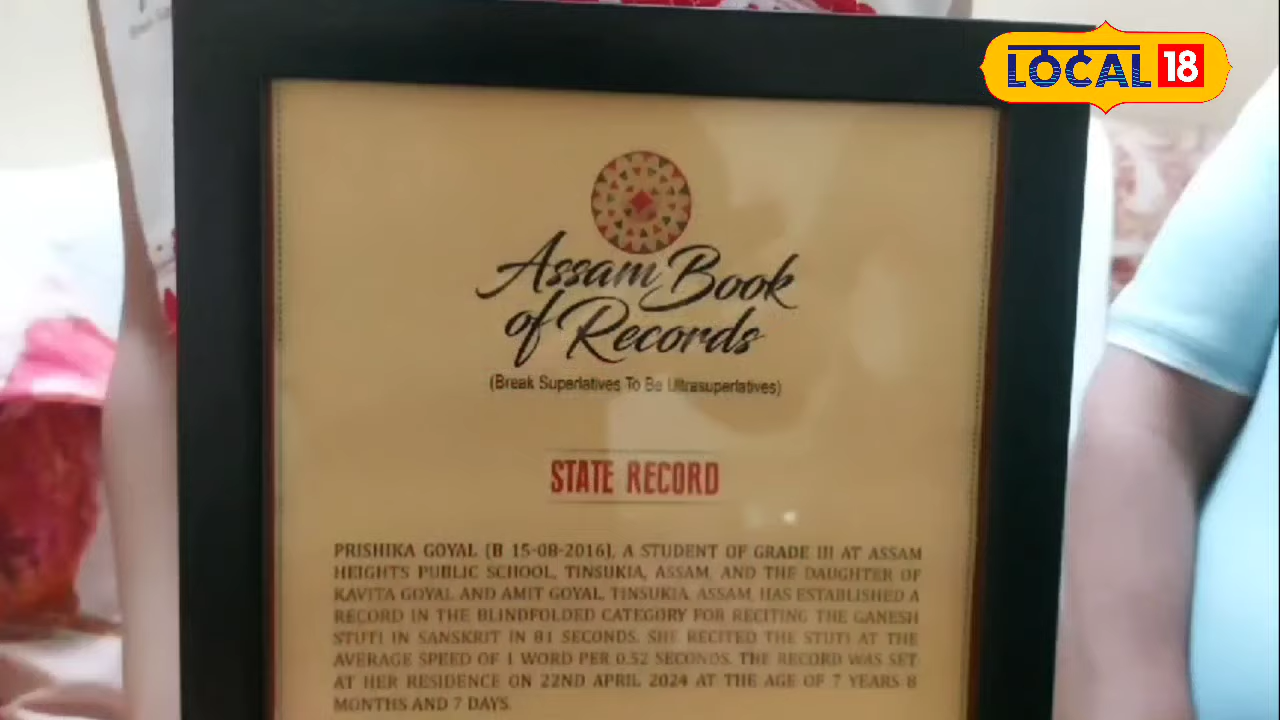 LOCAL 18
Assam Book
of Records
(Break Superlatives To Be Ultrasuperlatives)
STATE RECORD
PRISHIKA GOYAL (B 15-08-2016), A STUDENT OF GRADE III AT ASSAM
HEIGHTS PUBLIC SCHOOL, TINSUKIA, ASSAM, AND THE DAUGHTER OF
KAVITA GOYAL AND AMIT GOYAL, TINSUKIA, ASSAM, HAS ESTABLISHED A
RECORD IN THE BLINDFOLDED CATEGORY FOR RECITING THE GANESH
STUTI IN SANSKRIT IN 81 SECONDS. SHE RECITED THE STUTI AT THE
AVERAGE SPEED OF 1 WORD PER 0.52 SECONDS. THE RECORD WAS SET
AT HER RESIDENCE ON 22ND APRIL 2024 AT THE AGE OF 7 YEARS 8
MONTHS AND 7 DAYS.